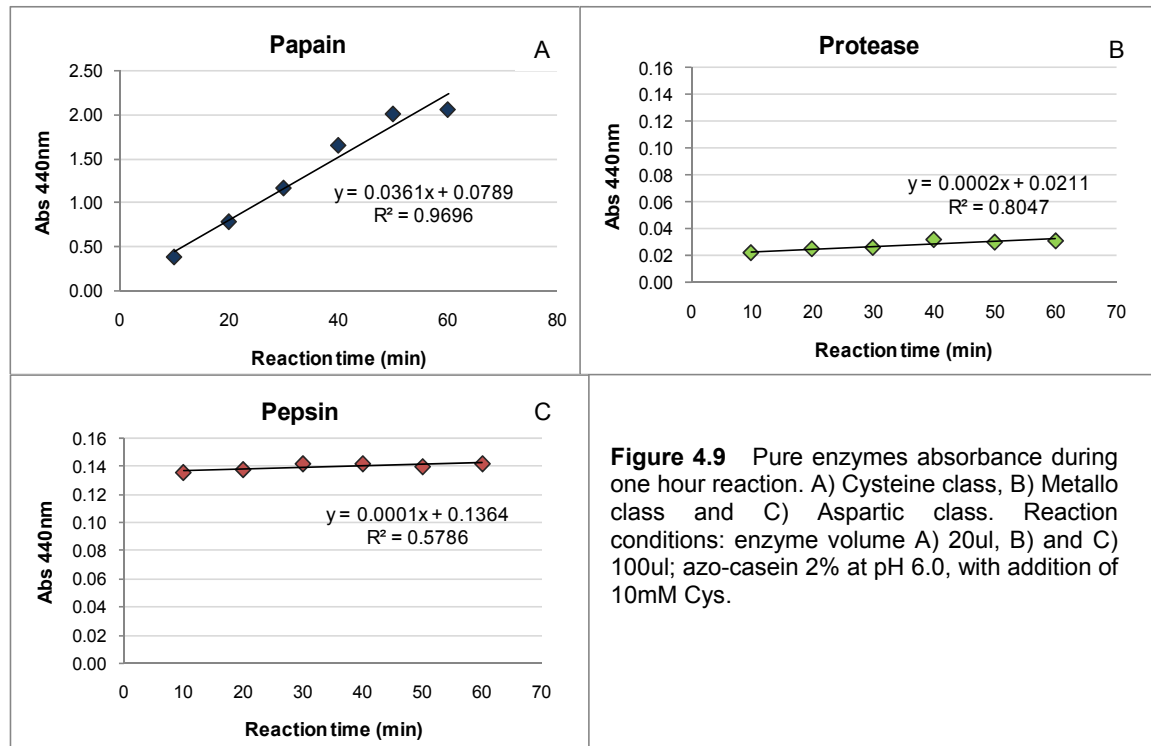 Papain
A
2.50
2.00
1.50
1.00
0.50
0.00
Abs 440nm
y = 0.0361x + 0.0789
R² = 0.9696
0 20 40 60 80
Reaction time (min)
Protease
B
0.16
0.14
0.12
0.10
0.08
0.06
0.04
0.02
0.00
Abs 440nm
y = 0.0002x + 0.0211
R² = 0.8047
0 10 20 30 40 50 60 70
Reaction time (min)
Pepsin
C
0.16
0.14
0.12
0.10
0.08
0.06
0.04
0.02
0.00
Abs 440nm
y = 0.0001x + 0.1364
R² = 0.5786
0 10 20 30 40 50 60 70
Reaction time (min)
Figure 4.9 Pure enzymes absorbance during
one hour reaction. A) Cysteine class, B) Metallo
class and C) Aspartic class. Reaction
conditions: enzyme volume A) 20ul, B) and C)
100ul; azo-casein 2% at pH 6.0, with addition of
10mM Cys.